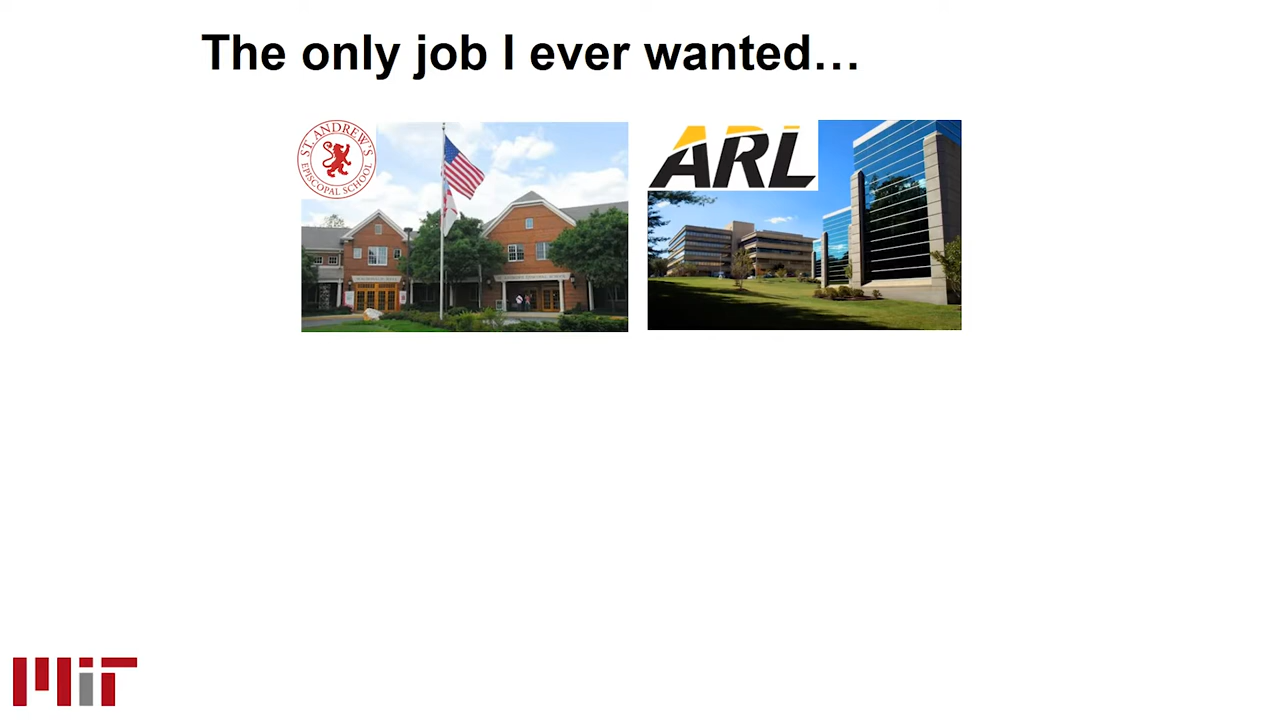 The only job I ever wanted…
ST. ANDREW'S
EPISCOPAL SCHOOL
ARL
MIT